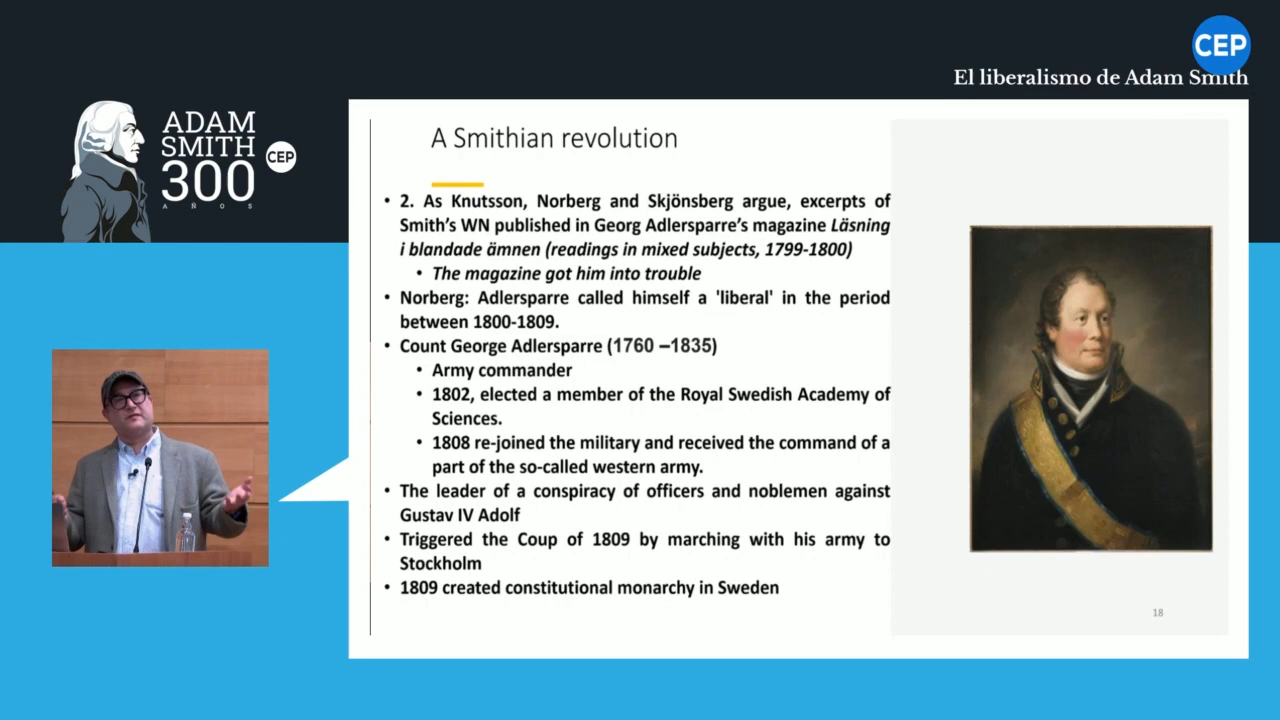 CEP
El liberalismo de Adam Smith
ADAM
SMITH
300
AÑOS
CEP
A Smithian revolution
• 2. As Knutsson, Norberg and Skjönsberg argue, excerpts of
Smith's WN published in Georg Adlersparre's magazine Läsning
i blandade ämnen (readings in mixed subjects, 1799-1800)
• The magazine got him into trouble
• Norberg: Adlersparre called himself a 'liberal' in the period
between 1800-1809.
• Count George Adlersparre (1760 –1835)
• Army commander
• 1802, elected a member of the Royal Swedish Academy of
Sciences.
• 1808 re-joined the military and received the command of a
part of the so-called western army.
• The leader of a conspiracy of officers and noblemen against
Gustav IV Adolf
• Triggered the Coup of 1809 by marching with his army to
Stockholm
• 1809 created constitutional monarchy in Sweden
18